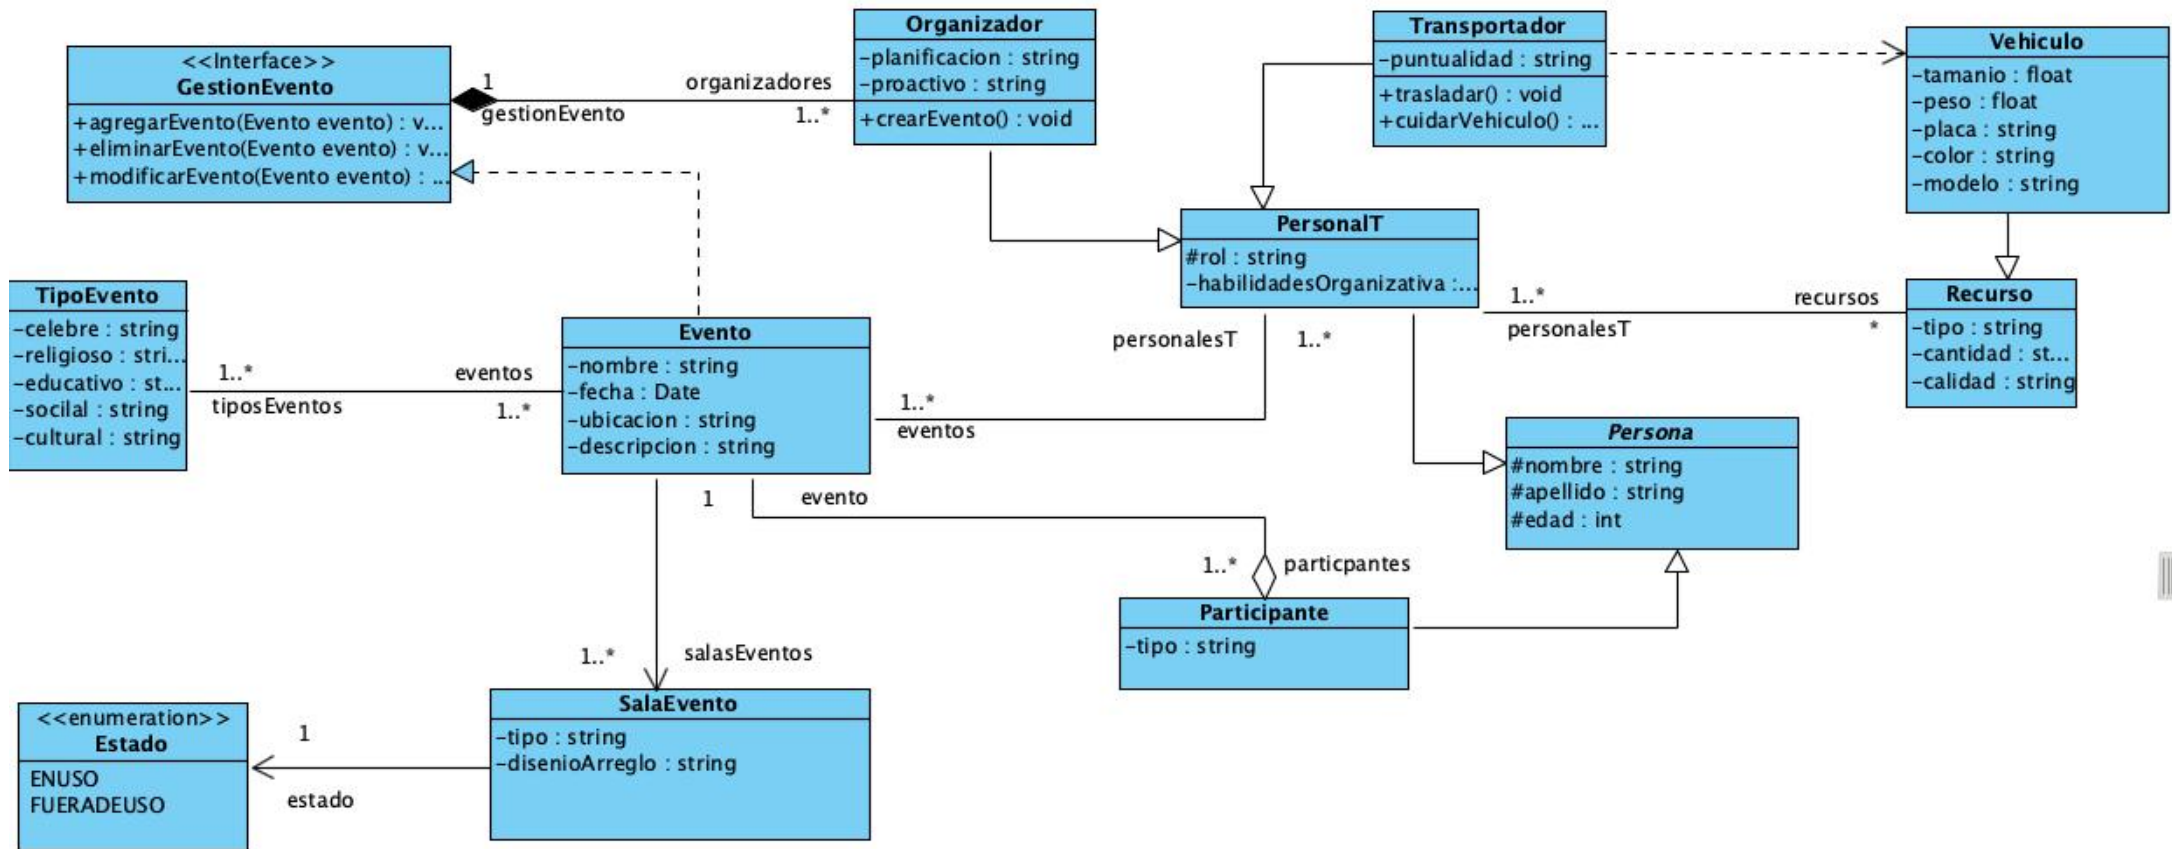 <<Interface>>
GestionEvento
+agregarEvento(Evento evento) : v...
+eliminarEvento(Evento evento) : v...
+modificarEvento(Evento evento) : ...
1
gestionEvento
organizadores
1..*
Organizador
-planificacion : string
-proactivo : string
+crearEvento() : void
Transportador
-puntualidad : string
+trasladar() : void
+cuidarVehiculo() : ...
Vehiculo
-tamanio : float
-peso : float
-placa : string
-color : string
-modelo : string
PersonalT
#rol : string
-habilidadesOrganizativa :...
1..*
personalesT
recursos
*
Recurso
-tipo : string
-cantidad : st...
-calidad : string
TipoEvento
-celebre : string
-religioso : stri...
-educativo : st...
-socilal : string
-cultural : string
1..*
tiposEventos
eventos
1..*
Evento
-nombre : string
-fecha : Date
-ubicacion : string
-descripcion : string
personalesT
1..*
1..*
eventos
Persona
#nombre : string
#apellido : string
#edad : int
1
evento
1..*
particpantes
Participante
-tipo : string
1..*
salasEventos
SalaEvento
-tipo : string
-disenioArreglo : string
1
estado
<<enumeration>>
Estado
ENUSO
FUERADEUSO